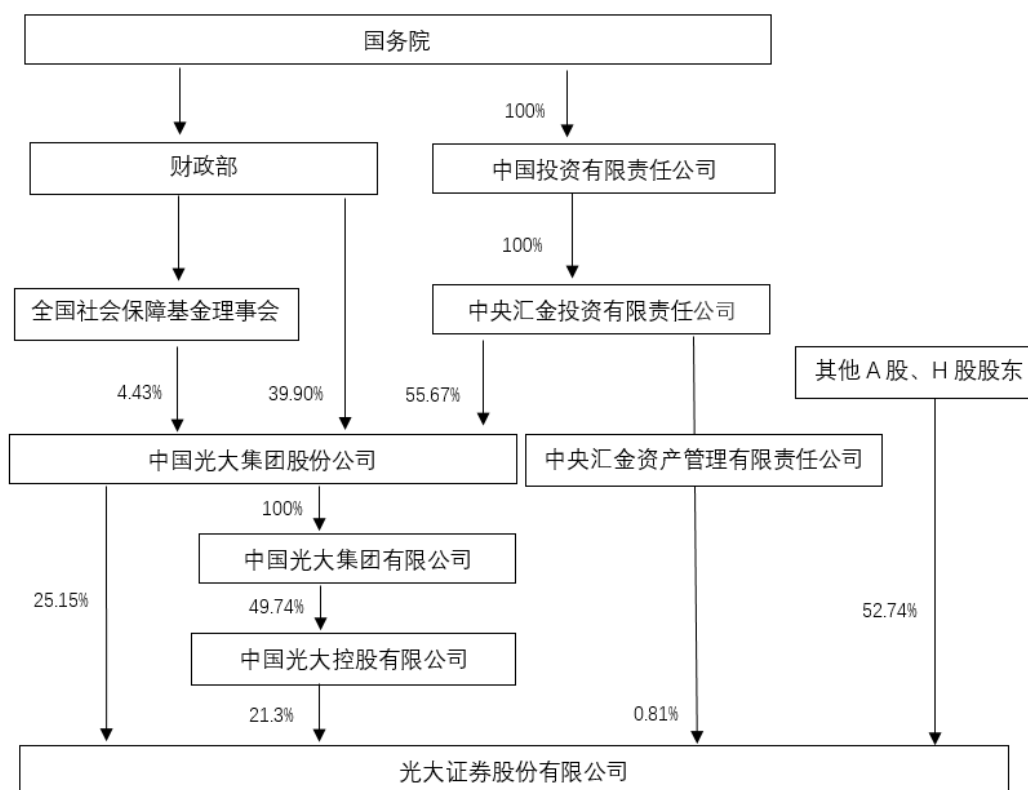 国务院
100%
财政部
中国投资有限责任公司
100%
全国社会保障基金理事会
中央汇金投资有限责任公司
其他 A 股、H 股股东
4.43%
39.90%
55.67%
中国光大集团股份公司
中央汇金资产管理有限责任公司
100%
中国光大集团有限公司
25.15%
49.74%
52.74%
中国光大控股有限公司
21.3%
0.81%
光大证券股份有限公司